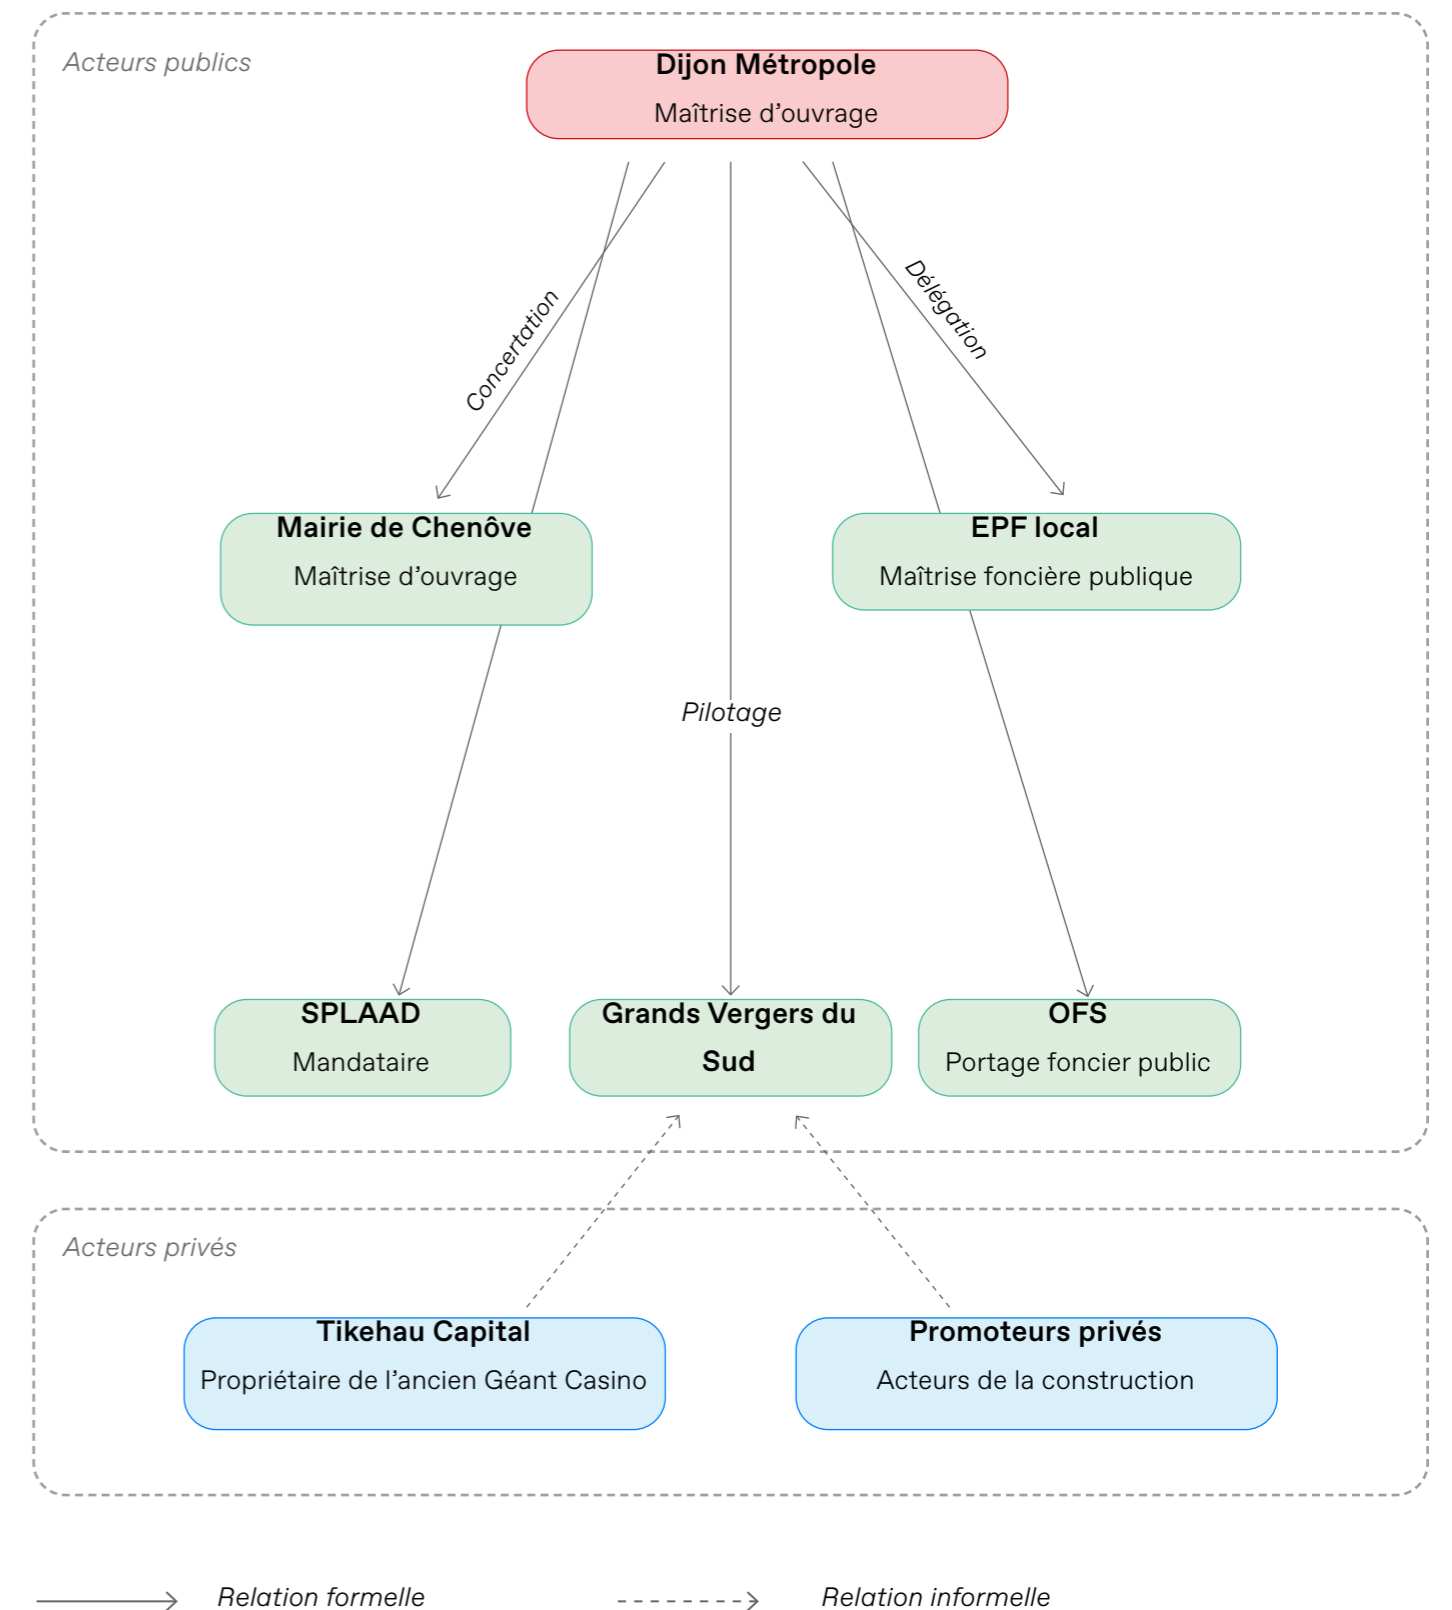 Acteurs publics
Dijon Métropole
Maîtrise d’ouvrage
Concertation
Délégation
Mairie de Chenôve
Maîtrise d’ouvrage
EPF local
Maîtrise foncière publique
Pilotage
SPLAAD
Mandataire
Grands Vergers du
Sud
OFS
Portage foncier public
Acteurs privés
Tikehau Capital
Propriétaire de l’ancien Géant Casino
Promoteurs privés
Acteurs de la construction
Relation formelle
Relation informelle